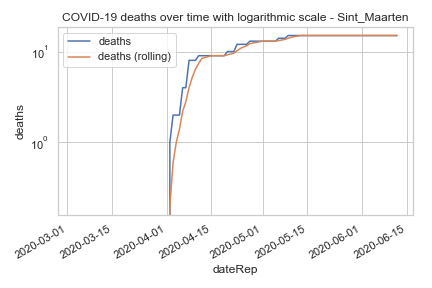 COVID-19 deaths over time with logarithmic scale - Sint_Maarten
deaths
deaths (rolling)
10¹
10⁰
deaths
2020-03-01
2020-03-15
2020-04-01
2020-04-15
2020-05-01
2020-05-15
2020-06-01
2020-06-15
dateRep